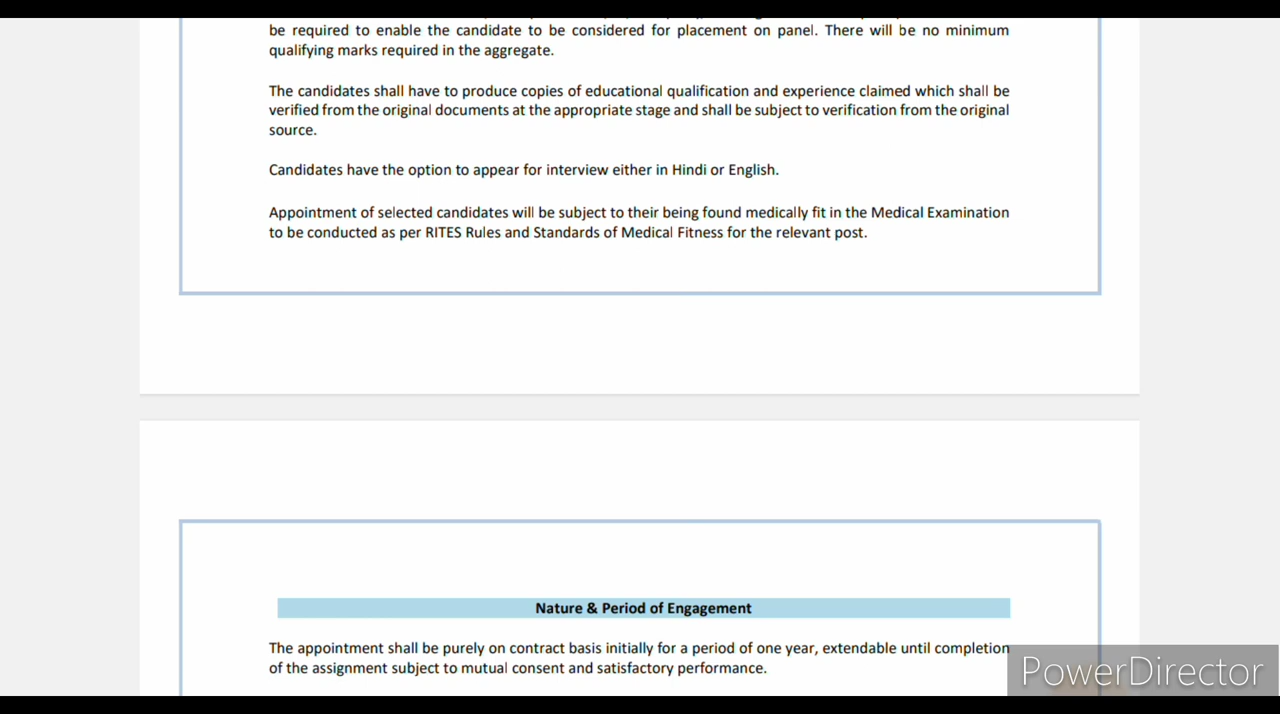 be required to enable the candidate to be considered for placement on panel. There will be no minimum
qualifying marks required in the aggregate.
The candidates shall have to produce copies of educational qualification and experience claimed which shall be
verified from the original documents at the appropriate stage and shall be subject to verification from the original
source.
Candidates have the option to appear for interview either in Hindi or English.
Appointment of selected candidates will be subject to their being found medically fit in the Medical Examination
to be conducted as per RITES Rules and Standards of Medical Fitness for the relevant post.
Nature & Period of Engagement
The appointment shall be purely on contract basis initially for a period of one year, extendable until completion
of the assignment subject to mutual consent and satisfactory performance.
PowerDirector